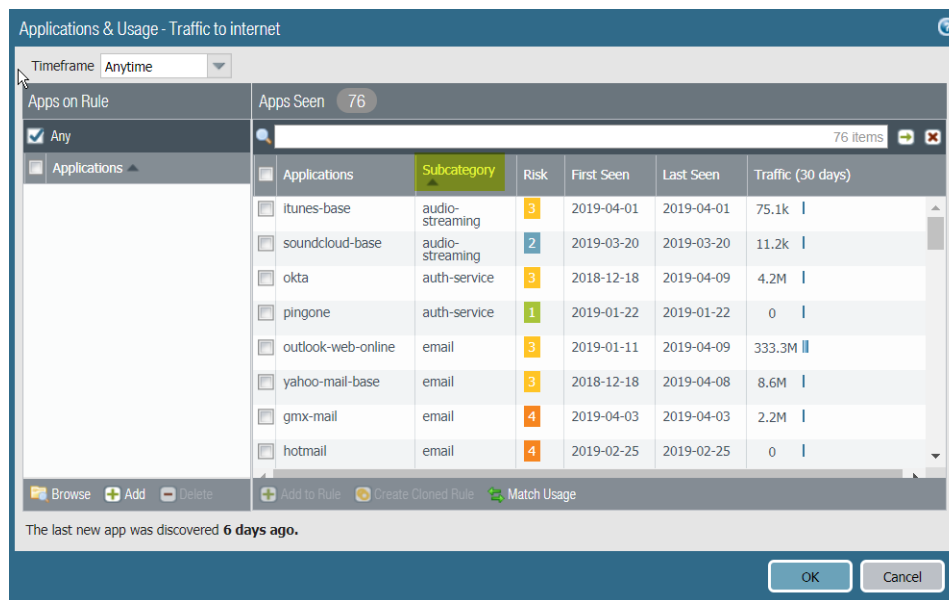 Applications & Usage - Traffic to internet
Timeframe Anytime
Apps on Rule
Apps Seen 76
Any
76 items
Applications
Applications Subcategory Risk First Seen Last Seen Traffic (30 days)
itunes-base audio-streaming 3 2019-04-01 2019-04-01 75.1k
soundcloud-base audio-streaming 2 2019-03-20 2019-03-20 11.2k
okta auth-service 3 2018-12-18 2019-04-09 4.2M
pingone auth-service 1 2019-01-22 2019-01-22 0
outlook-web-online email 3 2019-01-11 2019-04-09 333.3M
yahoo-mail-base email 3 2018-12-18 2019-04-08 8.6M
gmx-mail email 4 2019-04-03 2019-04-03 2.2M
hotmail email 4 2019-02-25 2019-02-25 0
Browse Add Delete
Add to Rule Create Cloned Rule Match Usage
The last new app was discovered 6 days ago.
OK Cancel